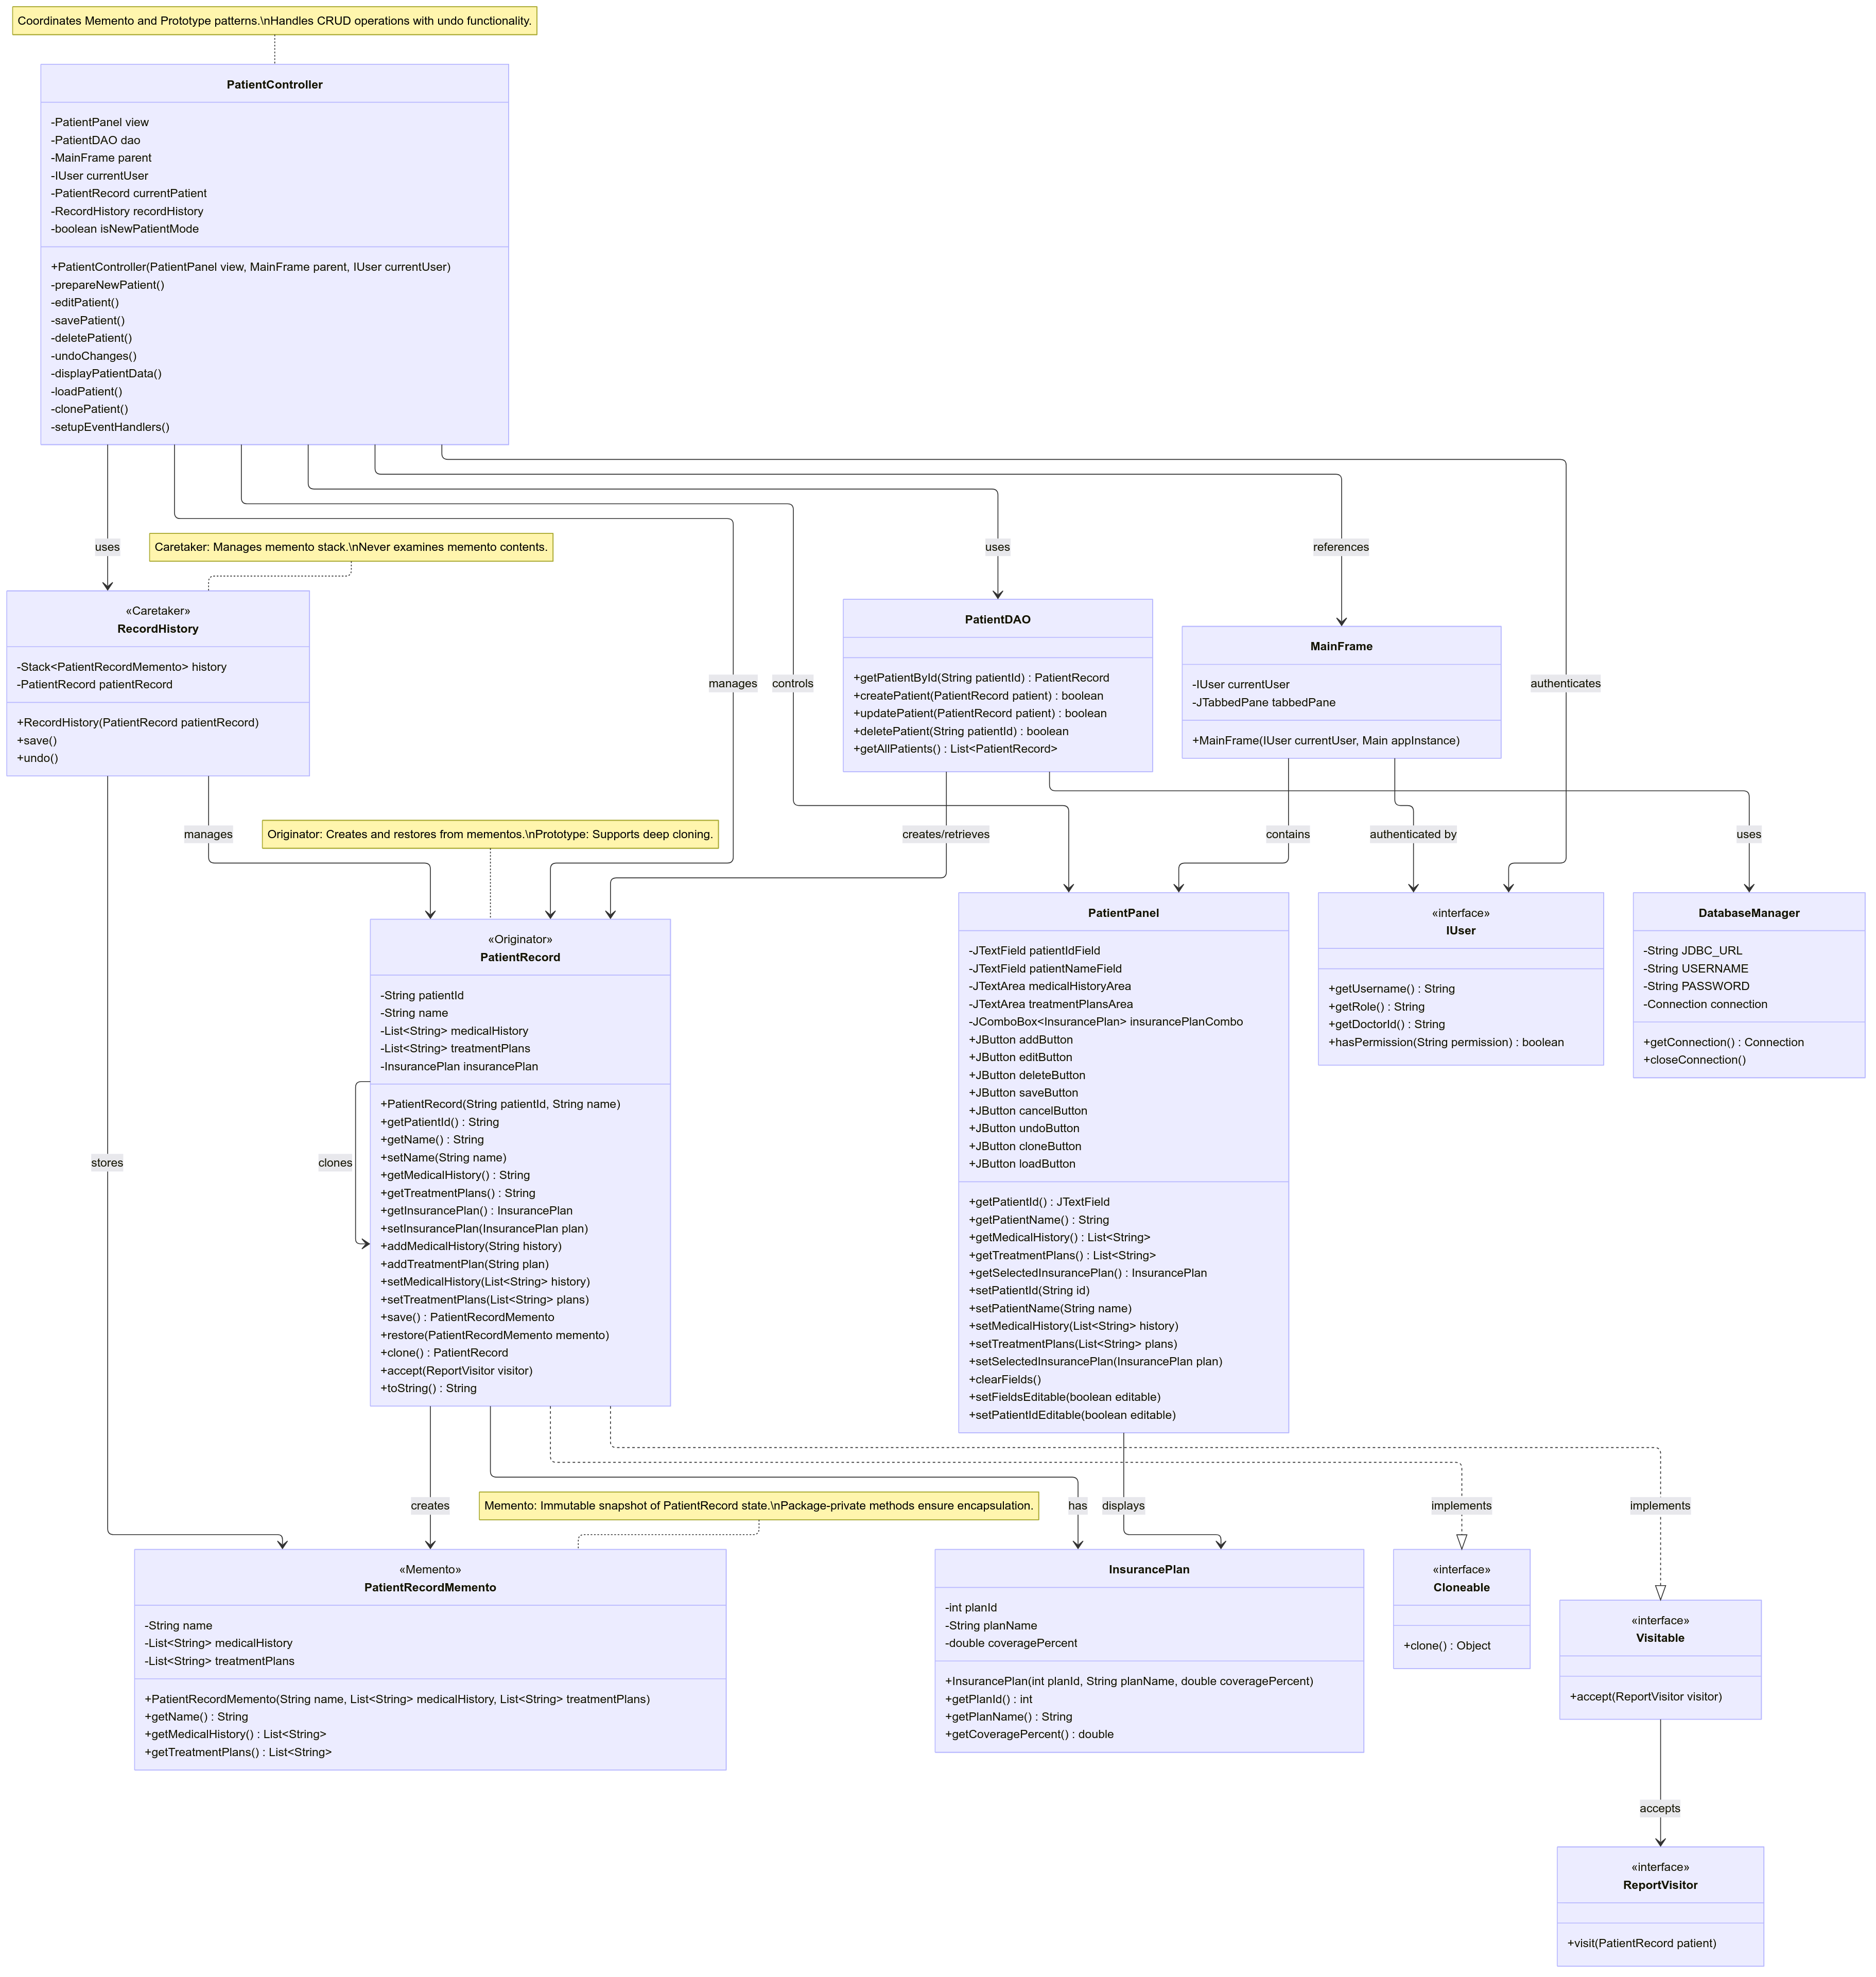 Coordinates Memento and Prototype patterns.\nHandles CRUD operations with undo functionality.
PatientController
-PatientPanel view
-PatientDAO dao
-MainFrame parent
-IUser currentUser
-PatientRecord currentPatient
-RecordHistory recordHistory
-boolean isNewPatientMode
+PatientController(PatientPanel view, MainFrame parent, IUser currentUser)
-prepareNewPatient()
-editPatient()
-savePatient()
-deletePatient()
-undoChanges()
-displayPatientData()
-loadPatient()
-clonePatient()
-setupEventHandlers()
uses
Caretaker: Manages memento stack.\nNever examines memento contents.
uses
references
«Caretaker»
RecordHistory
-Stack<PatientRecordMemento> history
-PatientRecord patientRecord
+RecordHistory(PatientRecord patientRecord)
+save()
+undo()
manages
controls
PatientDAO
+getPatientById(String patientId) : PatientRecord
+createPatient(PatientRecord patient) : boolean
+updatePatient(PatientRecord patient) : boolean
+deletePatient(String patientId) : boolean
+getAllPatients() : List<PatientRecord>
MainFrame
-IUser currentUser
-JTabbedPane tabbedPane
+MainFrame(IUser currentUser, Main appInstance)
authenticates
manages
Originator: Creates and restores from mementos.\nPrototype: Supports deep cloning.
creates/retrieves
contains
authenticated by
uses
«Originator»
PatientRecord
-String patientId
-String name
-List<String> medicalHistory
-List<String> treatmentPlans
-InsurancePlan insurancePlan
+PatientRecord(String patientId, String name)
+getPatientId() : String
+getName() : String
+setName(String name)
+getMedicalHistory() : String
+getTreatmentPlans() : String
+getInsurancePlan() : InsurancePlan
+setInsurancePlan(InsurancePlan plan)
+addMedicalHistory(String history)
+addTreatmentPlan(String plan)
+setMedicalHistory(List<String> history)
+setTreatmentPlans(List<String> plans)
+save() : PatientRecordMemento
+restore(PatientRecordMemento memento)
+clone() : PatientRecord
+accept(ReportVisitor visitor)
+toString() : String
PatientPanel
-JTextField patientIdField
-JTextField patientNameField
-JTextArea medicalHistoryArea
-JTextArea treatmentPlansArea
-JComboBox<InsurancePlan> insurancePlanCombo
+JButton addButton
+JButton editButton
+JButton deleteButton
+JButton saveButton
+JButton cancelButton
+JButton undoButton
+JButton cloneButton
+JButton loadButton
+getPatientId() : JTextField
+getPatientName() : String
+getMedicalHistory() : List<String>
+getTreatmentPlans() : List<String>
+getSelectedInsurancePlan() : InsurancePlan
+setPatientId(String id)
+setPatientName(String name)
+setMedicalHistory(List<String> history)
+setTreatmentPlans(List<String> plans)
+setSelectedInsurancePlan(InsurancePlan plan)
+clearFields()
+setFieldsEditable(boolean editable)
+setPatientIdEditable(boolean editable)
«interface»
IUser
+getUsername() : String
+getRole() : String
+getDoctorId() : String
+hasPermission(String permission) : boolean
DatabaseManager
-String JDBC_URL
-String USERNAME
-String PASSWORD
-Connection connection
+getConnection() : Connection
+closeConnection()
stores
clones
creates
Memento: Immutable snapshot of PatientRecord state.\nPackage-private methods ensure encapsulation.
has
displays
implements
implements
«Memento»
PatientRecordMemento
-String name
-List<String> medicalHistory
-List<String> treatmentPlans
+PatientRecordMemento(String name, List<String> medicalHistory, List<String> treatmentPlans)
+getName() : String
+getMedicalHistory() : List<String>
+getTreatmentPlans() : List<String>
InsurancePlan
-int planId
-String planName
-double coveragePercent
+InsurancePlan(int planId, String planName, double coveragePercent)
+getPlanId() : int
+getPlanName() : String
+getCoveragePercent() : double
«interface»
Cloneable
+clone() : Object
«interface»
Visitable
+accept(ReportVisitor visitor)
accepts
«interface»
ReportVisitor
+visit(PatientRecord patient)